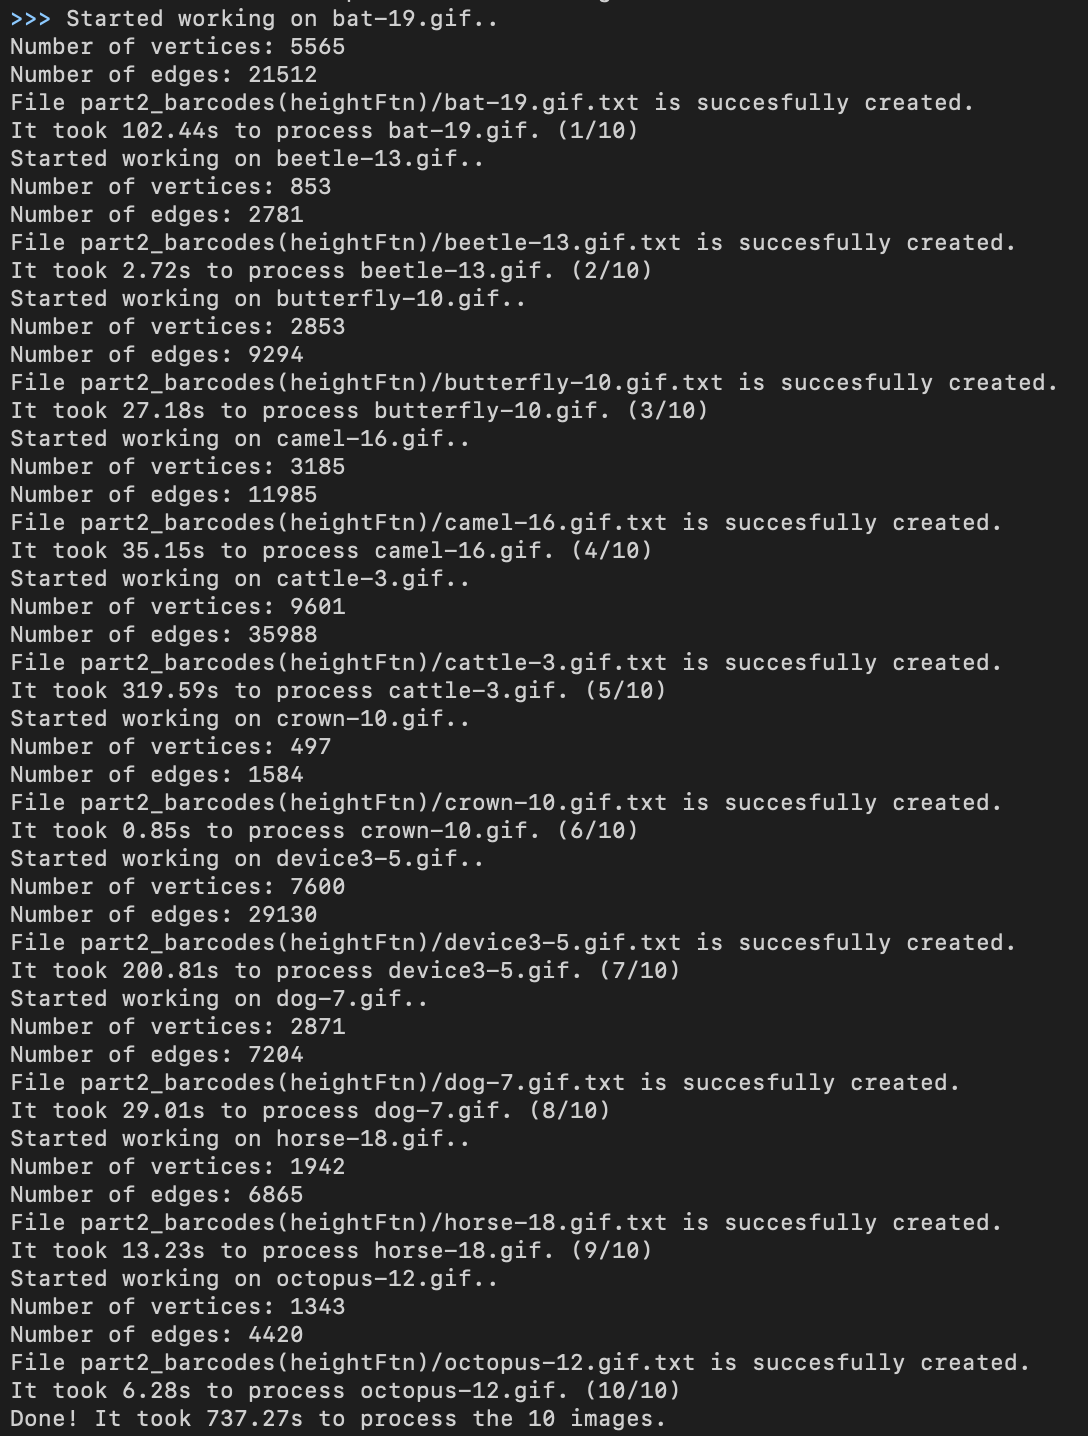 >>> Started working on bat-19.gif..
Number of vertices: 5565
Number of edges: 21512
File part2_barcodes(heightFtn)/bat-19.gif.txt is succesfully created.
It took 102.44s to process bat-19.gif. (1/10)
Started working on beetle-13.gif..
Number of vertices: 853
Number of edges: 2781
File part2_barcodes(heightFtn)/beetle-13.gif.txt is succesfully created.
It took 2.72s to process beetle-13.gif. (2/10)
Started working on butterfly-10.gif..
Number of vertices: 2853
Number of edges: 9294
File part2_barcodes(heightFtn)/butterfly-10.gif.txt is succesfully created.
It took 27.18s to process butterfly-10.gif. (3/10)
Started working on camel-16.gif..
Number of vertices: 3185
Number of edges: 11985
File part2_barcodes(heightFtn)/camel-16.gif.txt is succesfully created.
It took 35.15s to process camel-16.gif. (4/10)
Started working on cattle-3.gif..
Number of vertices: 9601
Number of edges: 35988
File part2_barcodes(heightFtn)/cattle-3.gif.txt is succesfully created.
It took 319.59s to process cattle-3.gif. (5/10)
Started working on crown-10.gif..
Number of vertices: 497
Number of edges: 1584
File part2_barcodes(heightFtn)/crown-10.gif.txt is succesfully created.
It took 0.85s to process crown-10.gif. (6/10)
Started working on device3-5.gif..
Number of vertices: 7600
Number of edges: 29130
File part2_barcodes(heightFtn)/device3-5.gif.txt is succesfully created.
It took 200.81s to process device3-5.gif. (7/10)
Started working on dog-7.gif..
Number of vertices: 2871
Number of edges: 7204
File part2_barcodes(heightFtn)/dog-7.gif.txt is succesfully created.
It took 29.01s to process dog-7.gif. (8/10)
Started working on horse-18.gif..
Number of vertices: 1942
Number of edges: 6865
File part2_barcodes(heightFtn)/horse-18.gif.txt is succesfully created.
It took 13.23s to process horse-18.gif. (9/10)
Started working on octopus-12.gif..
Number of vertices: 1343
Number of edges: 4420
File part2_barcodes(heightFtn)/octopus-12.gif.txt is succesfully created.
It took 6.28s to process octopus-12.gif. (10/10)
Done! It took 737.27s to process the 10 images.